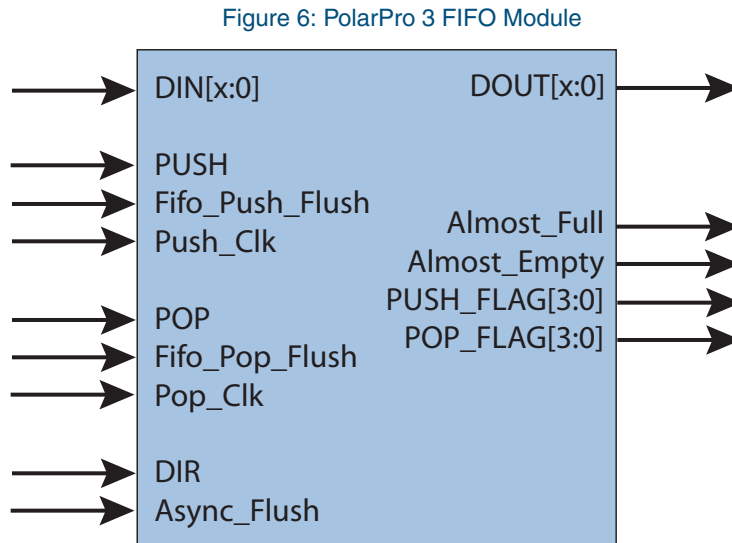 Figure 6: PolarPro 3 FIFO Module
DIN[x:0]
PUSH
Fifo_Push_Flush
Push_Clk
POP
Fifo_Pop_Flush
Pop_Clk
DIR
Async_Flush
DOUT[x:0]
Almost_Full
Almost_Empty
PUSH_FLAG[3:0]
POP_FLAG[3:0]